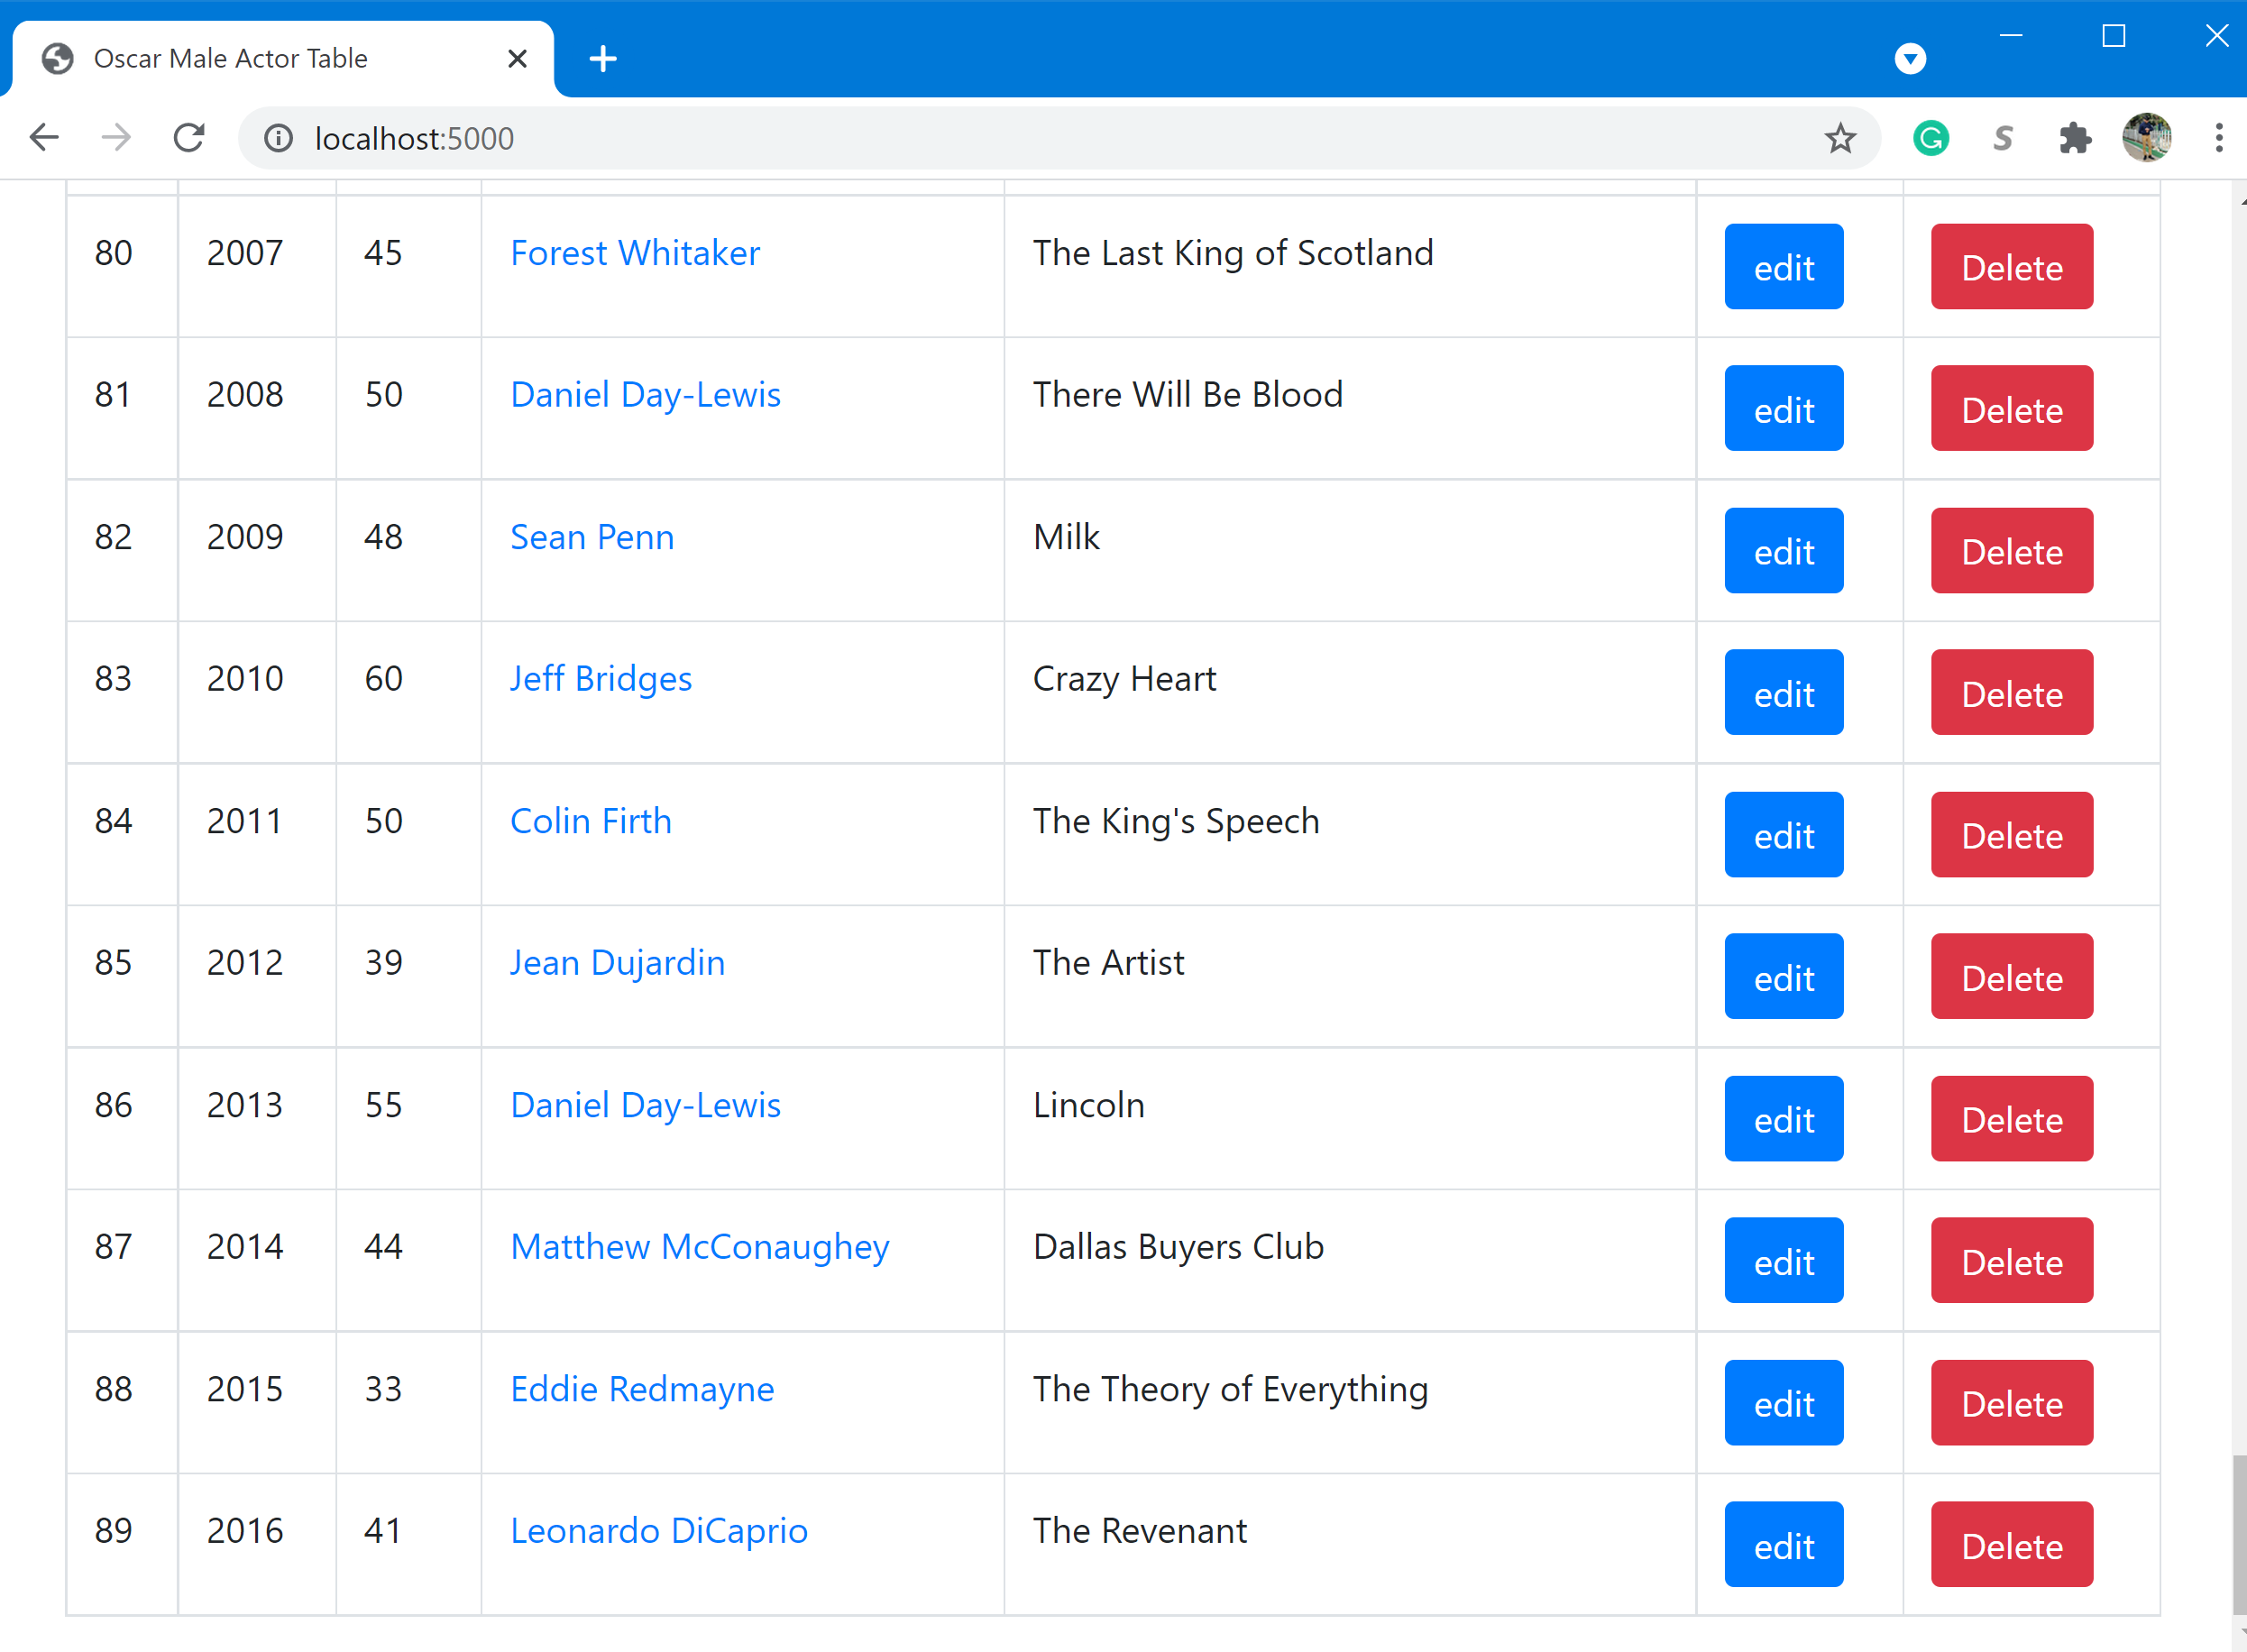 Oscar Male Actor Table
localhost:5000
80 2007 45 Forest Whitaker The Last King of Scotland edit Delete
81 2008 50 Daniel Day-Lewis There Will Be Blood edit Delete
82 2009 48 Sean Penn Milk edit Delete
83 2010 60 Jeff Bridges Crazy Heart edit Delete
84 2011 50 Colin Firth The King's Speech edit Delete
85 2012 39 Jean Dujardin The Artist edit Delete
86 2013 55 Daniel Day-Lewis Lincoln edit Delete
87 2014 44 Matthew McConaughey Dallas Buyers Club edit Delete
88 2015 33 Eddie Redmayne The Theory of Everything edit Delete
89 2016 41 Leonardo DiCaprio The Revenant edit Delete